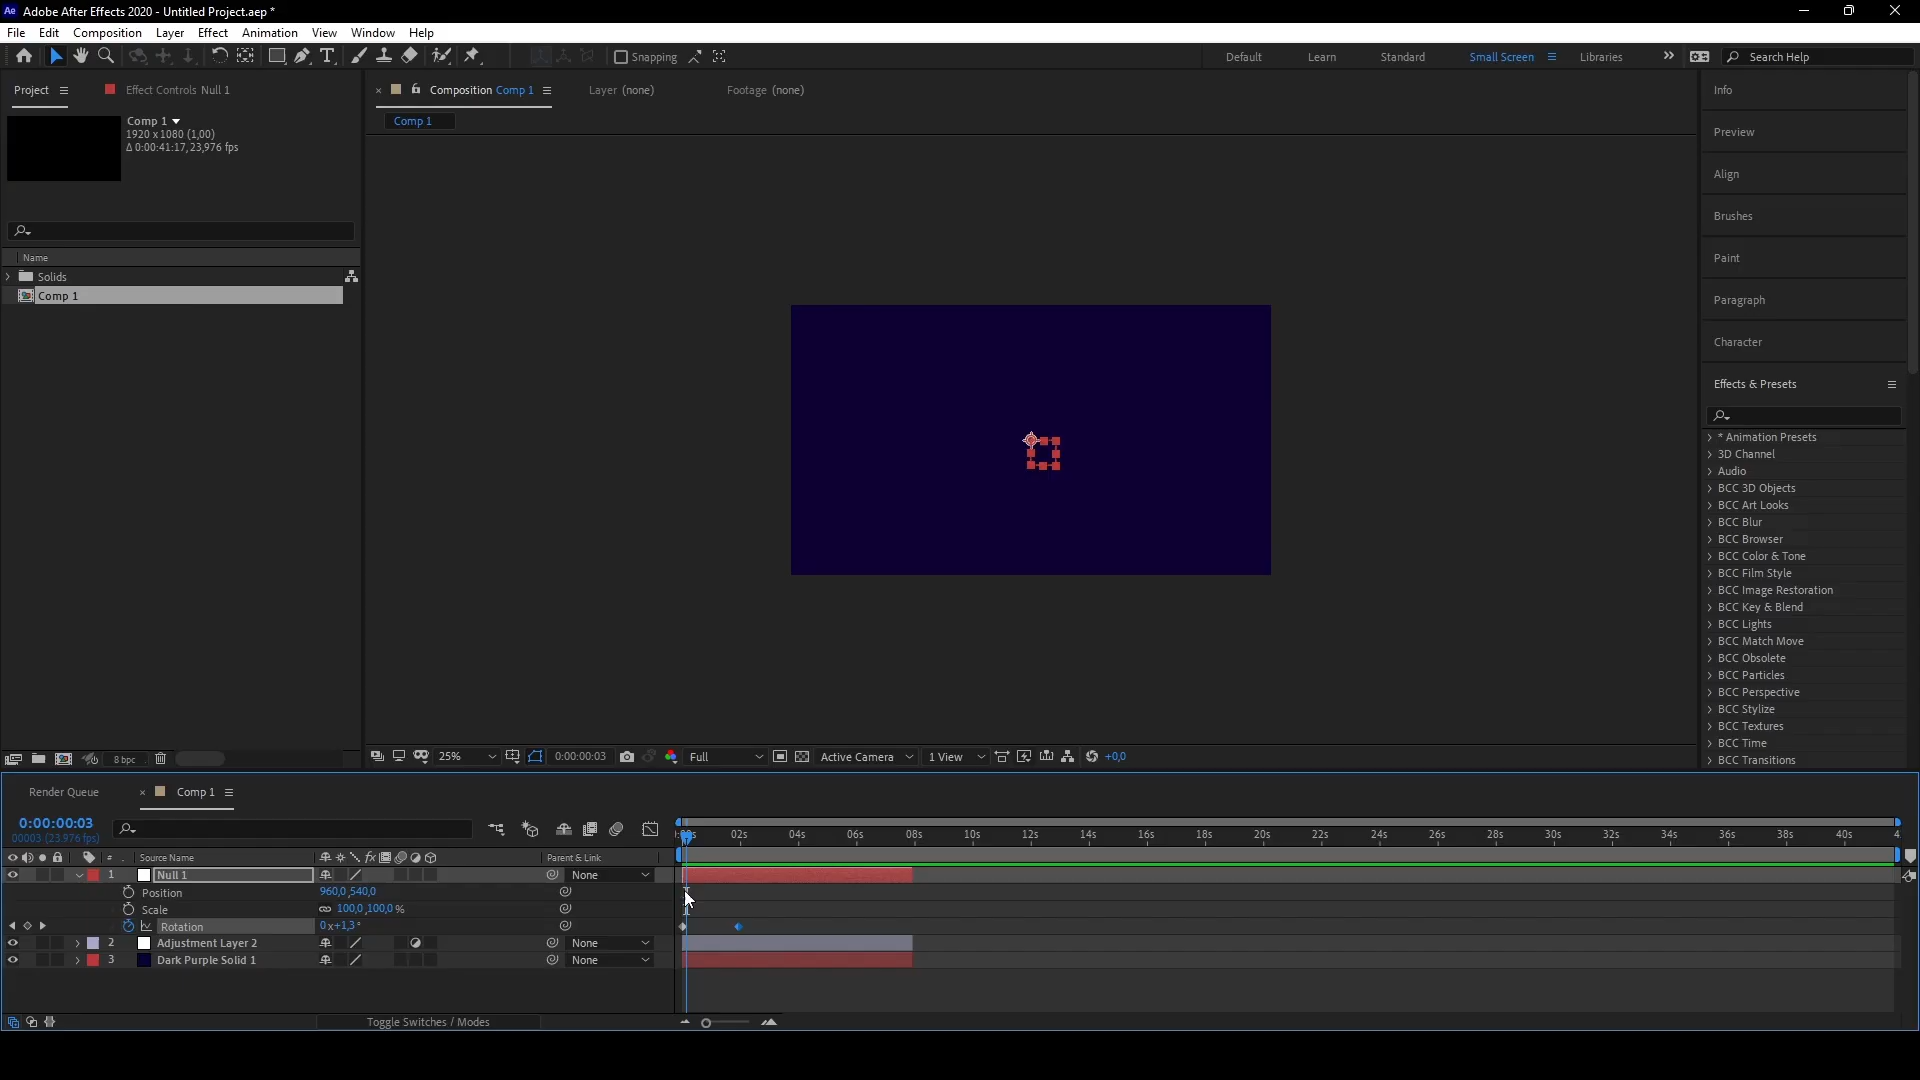 Ae Adobe After Effects 2020 - Untitled Project.aep *
File Edit Composition Layer Effect Animation View Window Help
Snapping
Default Learn Standard Small Screen Libraries Search Help
Project Effect Controls Null 1
Composition Comp 1 Layer (none) Footage (none)
Comp 1
Comp 1
1920 x 1080 (1,00)
Δ 0:00:41:17, 23,976 fps
Name
Solids
Comp 1
8 bpc
25% 0:00:00:03 Full Active Camera 1 View +0,0
Info
Preview
Align
Brushes
Paint
Paragraph
Character
Effects & Presets
* Animation Presets
3D Channel
Audio
BCC 3D Objects
BCC Art Looks
BCC Blur
BCC Browser
BCC Color & Tone
BCC Film Style
BCC Image Restoration
BCC Key & Blend
BCC Lights
BCC Match Move
BCC Obsolete
BCC Particles
BCC Perspective
BCC Stylize
BCC Textures
BCC Time
BCC Transitions
Render Queue Comp 1
0:00:00:03
00003 (23.976 fps)
02s 04s 06s 08s 10s 12s 14s 16s 18s 20s 22s 24s 26s 28s 30s 32s 34s 36s 38s 40s 4
# Source Name fx Parent & Link
1 Null 1 None
Position 960,0,540,0
Scale 100,0,100,0%
Rotation 0x+1,3°
2 Adjustment Layer 2 None
3 Dark Purple Solid 1 None
Toggle Switches / Modes